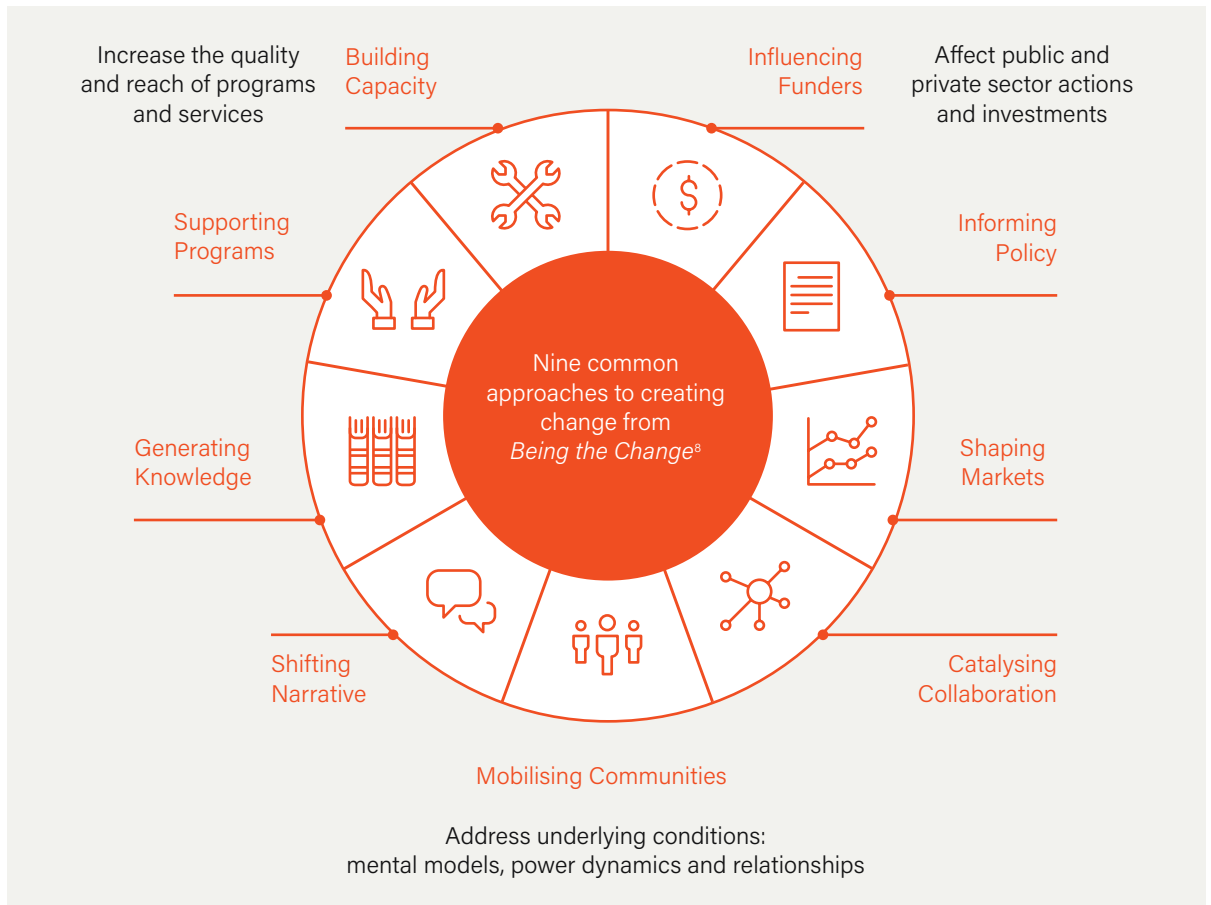 Increase the quality
and reach of programs
and services
Building
Capacity
Influencing
Funders
Affect public and
private sector actions
and investments
Supporting
Programs
Informing
Policy
Nine common
approaches to creating
change from
Being the Change⁸
Generating
Knowledge
Shaping
Markets
Shifting
Narrative
Catalysing
Collaboration
Mobilising Communities
Address underlying conditions:
mental models, power dynamics and relationships
$